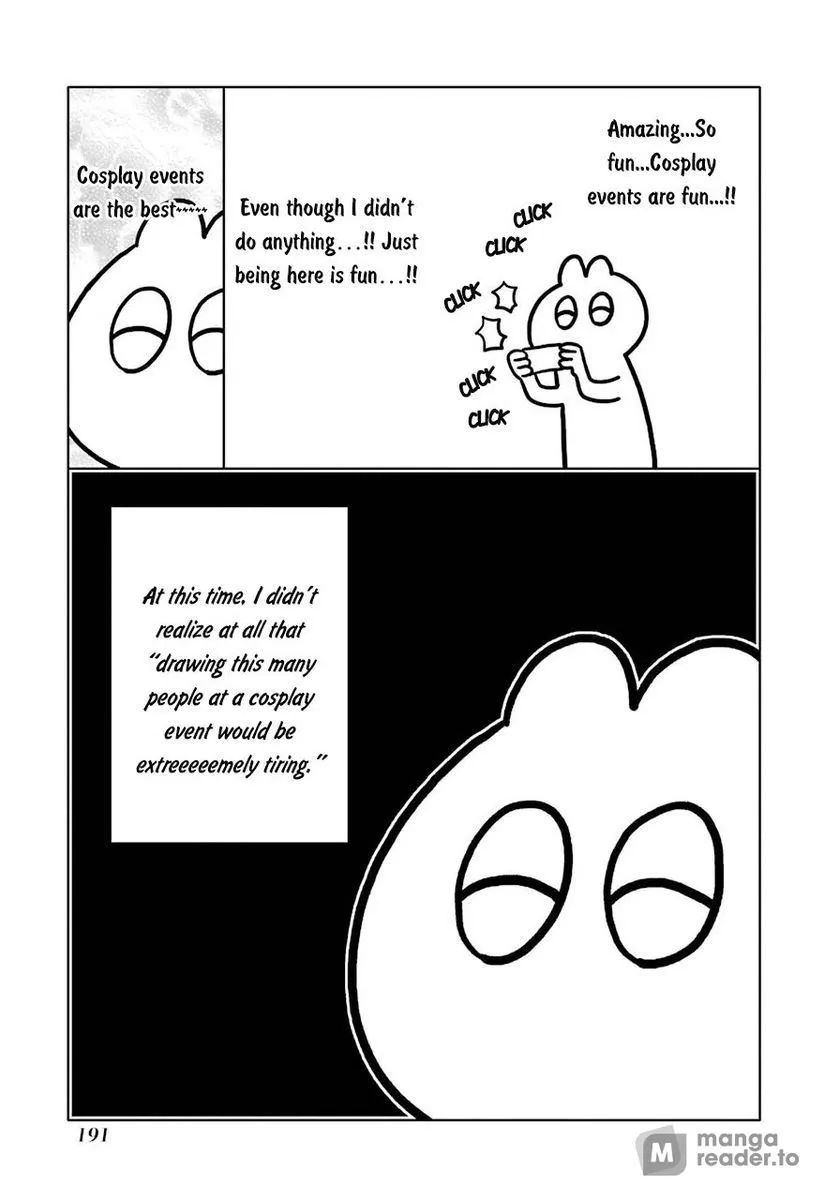 Amazing...So
fun...Cosplay
events are fun...!!
CLICK
CLICK
CLICK
CLICK
CLICK
Even though I didn't
do anything...!! Just
being here is fun...!!
Cosplay events
are the best~~~~~
At this time, I didn't
realize at all that
"drawing this many
people at a cosplay
event would be
extreeeeemely tiring."
191
M manga
reader.to